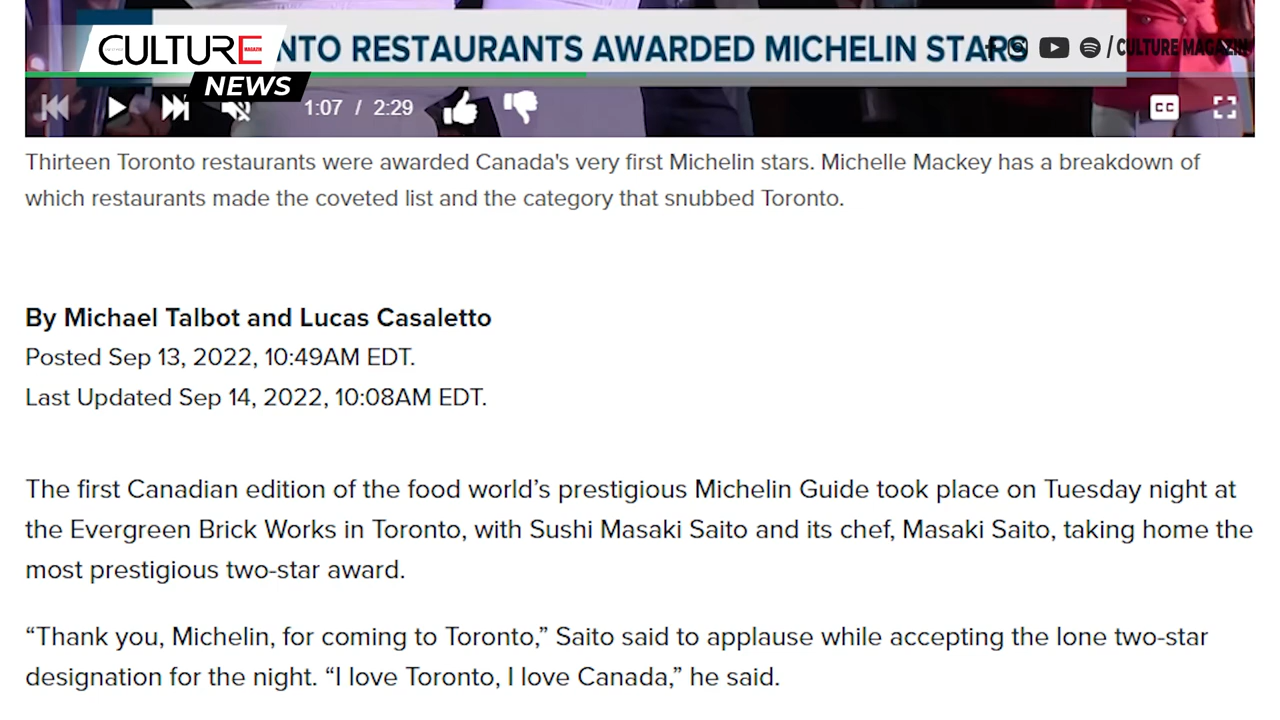 CULTURE
MAGAZIN
NEWS
NTO RESTAURANTS AWARDED MICHELIN STARS
/ CULTURE MAGAZIN
1:07 / 2:29
CC
Thirteen Toronto restaurants were awarded Canada's very first Michelin stars. Michelle Mackey has a breakdown of
which restaurants made the coveted list and the category that snubbed Toronto.
By Michael Talbot and Lucas Casaletto
Posted Sep 13, 2022, 10:49AM EDT.
Last Updated Sep 14, 2022, 10:08AM EDT.
The first Canadian edition of the food world’s prestigious Michelin Guide took place on Tuesday night at
the Evergreen Brick Works in Toronto, with Sushi Masaki Saito and its chef, Masaki Saito, taking home the
most prestigious two-star award.
“Thank you, Michelin, for coming to Toronto,” Saito said to applause while accepting the lone two-star
designation for the night. “I love Toronto, I love Canada,” he said.